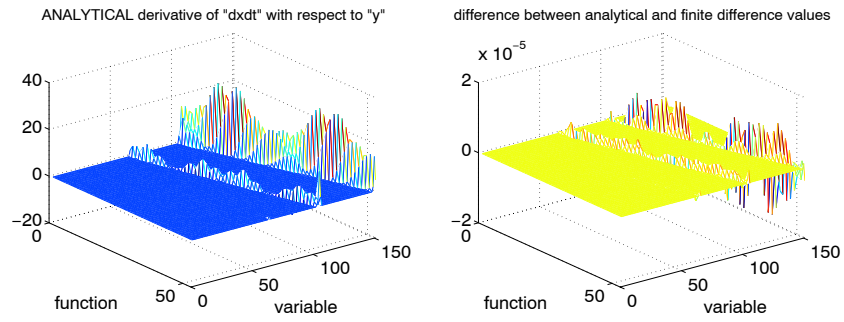 ANALYTICAL derivative of "dxdt" with respect to "y"
40
20
0
−20
0
50
function
0
50
100
150
variable
difference between analytical and finite difference values
x 10^-5
2
0
−2
0
50
function
0
50
100
150
variable